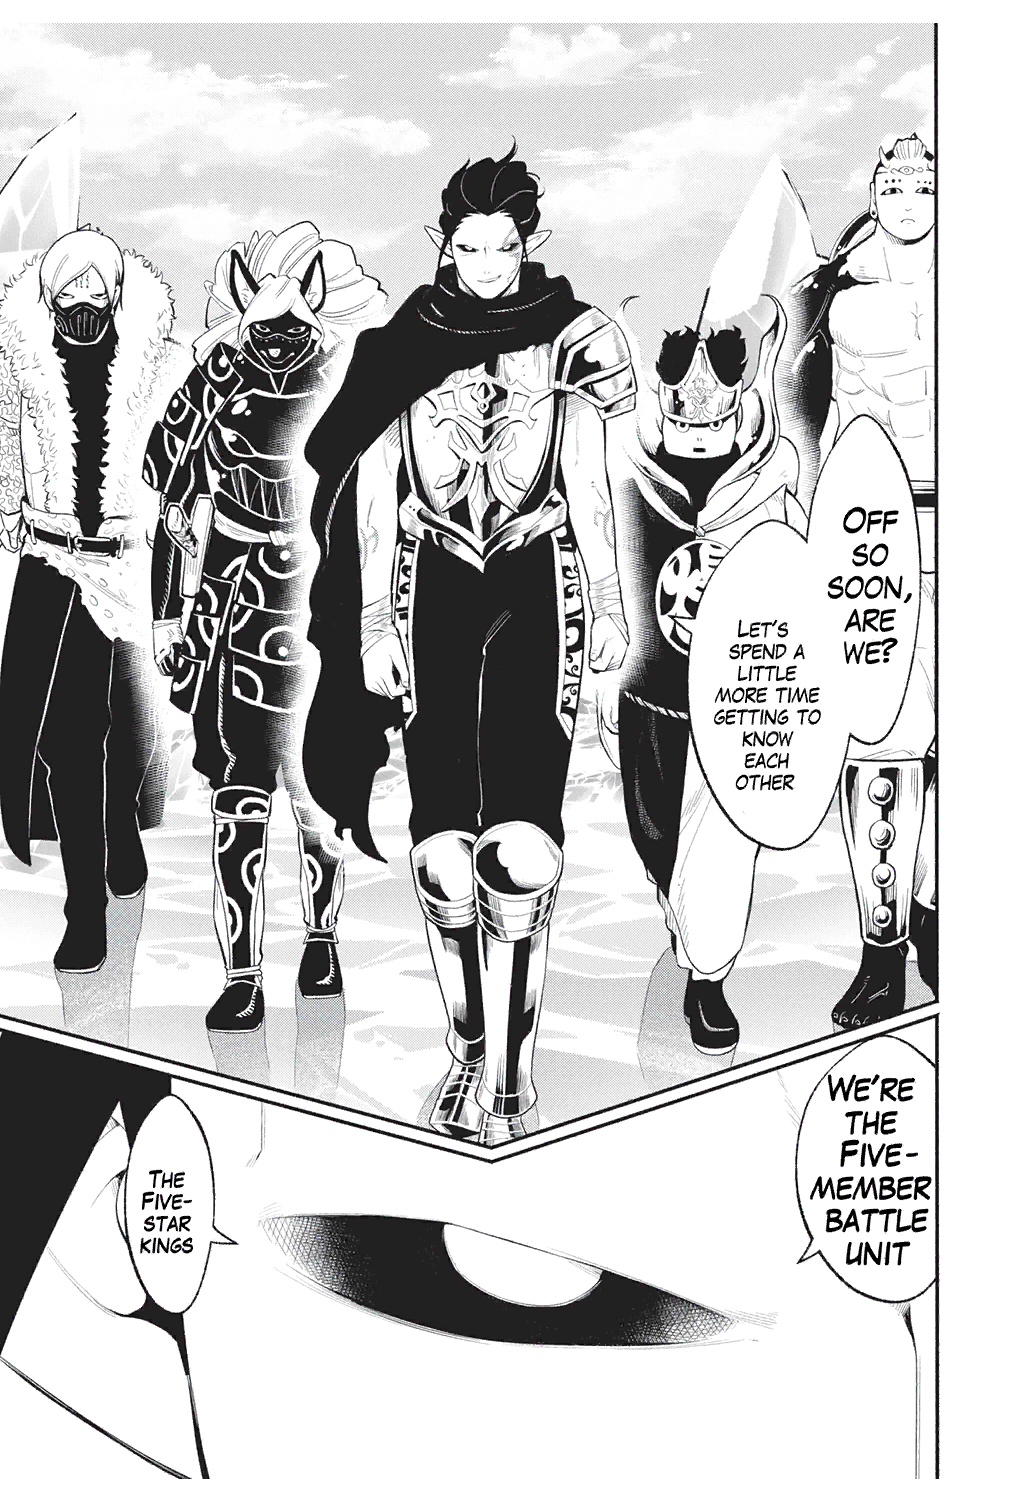 OFF
SO
SOON,
ARE
WE?
LET'S
SPEND A
LITTLE
MORE TIME
GETTING TO
KNOW
EACH
OTHER
WE'RE
THE
FIVE-
MEMBER
BATTLE
UNIT
THE
FIVE-
STAR
KINGS